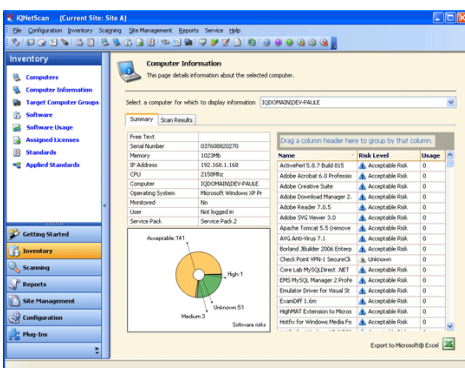 iQNetScan (Current Site: Site A)
File Configuration Inventory Scanning Site Management Reports Service Help
Inventory
Computers
Computer Information
Target Computer Groups
Software
Software Usage
Assigned Licenses
Standards
Applied Standards
Getting Started
Inventory
Scanning
Reports
Site Management
Configuration
Plug-Ins
Computer Information
This page details information about the selected computer.
Select a computer for which to display information IQDOMAIN\DEV-PAULE
Summary Scan Results
Free Text
Serial Number 037608820270
Memory 1023Mb
IP Address 192.168.1.160
CPU 2158Mhz
Computer IQDOMAIN\DEV-PAULE
Operating System Microsoft Windows XP Pr
Monitored No
User Not logged in
Service Pack Service Pack 2
Acceptable:141
High:1
Unknown:51
Medium:3
Software risks
Drag a column header here to group by that column.
Name Risk Level Usage
ActivePerl 5.8.7 Build 815 Acceptable Risk 0
Adobe Acrobat 6.0 Professio Acceptable Risk 0
Adobe Creative Suite Acceptable Risk 0
Adobe Download Manager 2. Acceptable Risk 0
Adobe Reader 7.0.5 Acceptable Risk 0
Adobe SVG Viewer 3.0 Acceptable Risk 0
Apache Tomcat 5.5 (remove Acceptable Risk 0
AVG Anti-Virus 7.1 Acceptable Risk 0
Borland JBuilder 2006 Enterp Acceptable Risk 0
Check Point VPN-1 SecureCli Unknown 0
Core Lab MySQLDirect .NET Acceptable Risk 0
EMS MySQL Manager 2 Profe Acceptable Risk 0
Emulator Driver for Visual St Acceptable Risk 0
ExamDiff 1.6m Acceptable Risk 0
HighMAT Extension to Micros Acceptable Risk 0
Hotfix for Windows Media Fo Acceptable Risk 0
Export to Microsoft® Excel